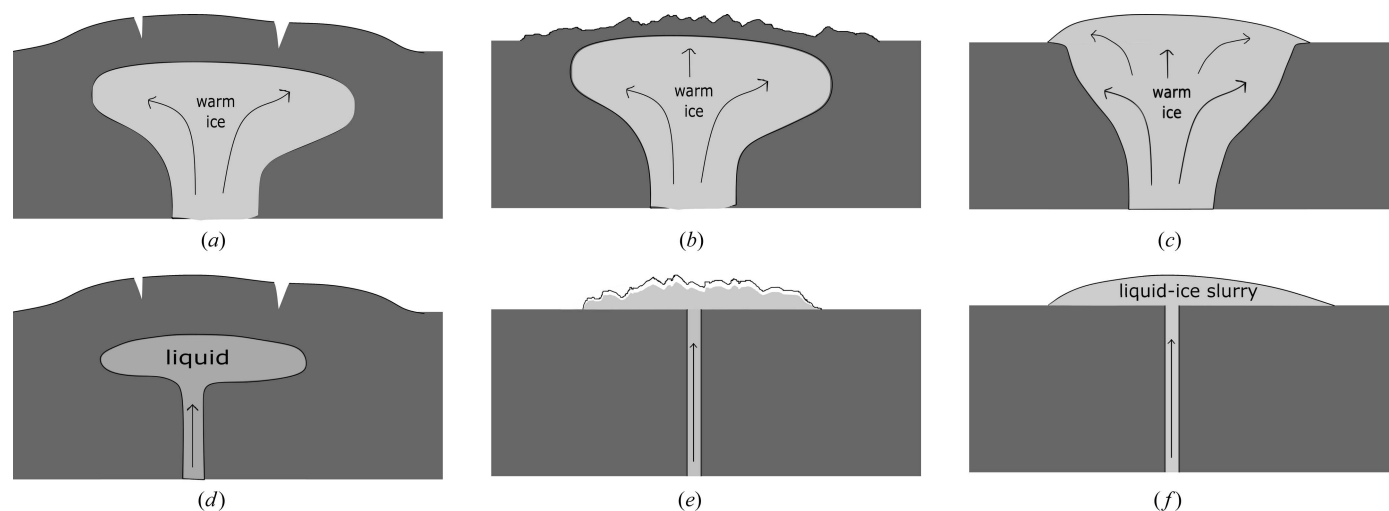 warm
ice
(a)
warm
ice
(b)
warm
ice
(c)
liquid
(d)
(e)
liquid-ice slurry
(f)